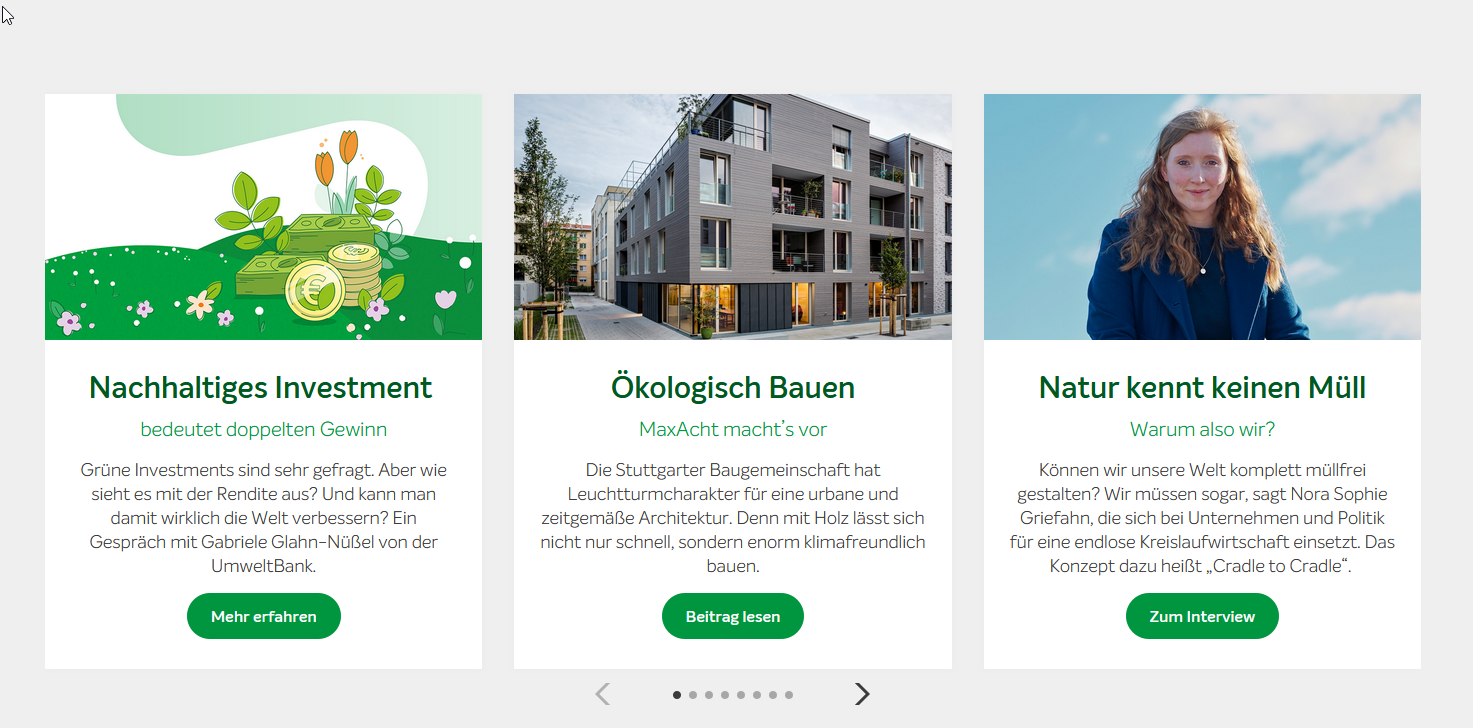 Nachhaltiges Investment
bedeutet doppelten Gewinn
Grüne Investments sind sehr gefragt. Aber wie
sieht es mit der Rendite aus? Und kann man
damit wirklich die Welt verbessern? Ein
Gespräch mit Gabriele Glahn-Nüßel von der
UmweltBank.
Mehr erfahren
Ökologisch Bauen
MaxAcht macht's vor
Die Stuttgarter Baugemeinschaft hat
Leuchtturmcharakter für eine urbane und
zeitgemäße Architektur. Denn mit Holz lässt sich
nicht nur schnell, sondern enorm klimafreundlich
bauen.
Beitrag lesen
Natur kennt keinen Müll
Warum also wir?
Können wir unsere Welt komplett müllfrei
gestalten? Wir müssen sogar, sagt Nora Sophie
Griefahn, die sich bei Unternehmen und Politik
für eine endlose Kreislaufwirtschaft einsetzt. Das
Konzept dazu heißt „Cradle to Cradle“.
Zum Interview